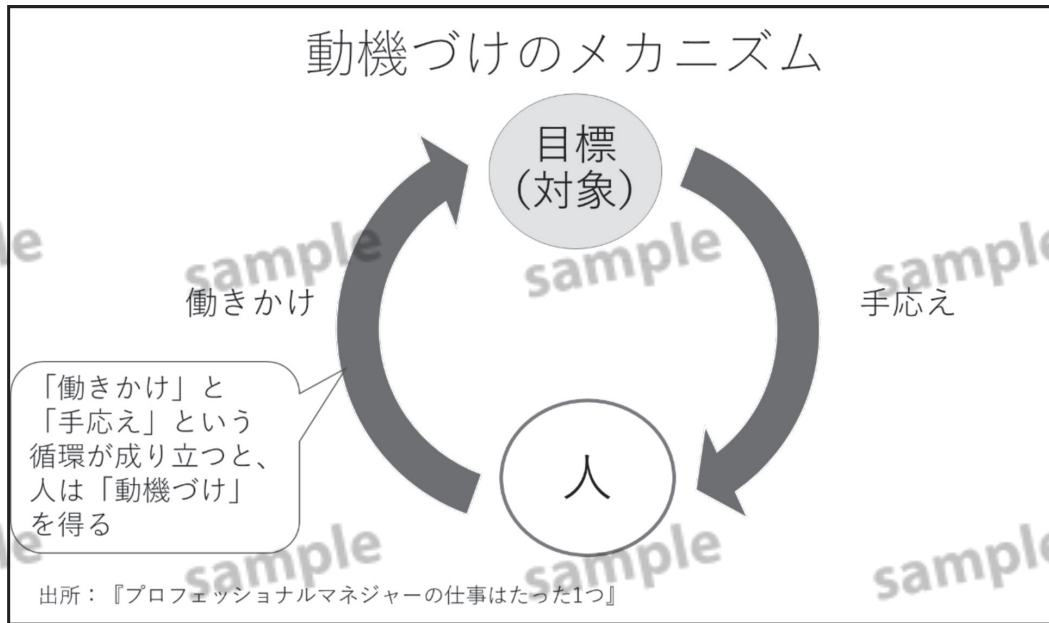 動機づけのメカニズム
目標
(対象)
働きかけ
手応え
「働きかけ」と
「手応え」という
循環が成り立つと、
人は「動機づけ」
を得る
人
出所：『プロフェッショナルマネジャーの仕事はたった1つ』
le
sample
sample
sample
le
sample
sample
sample